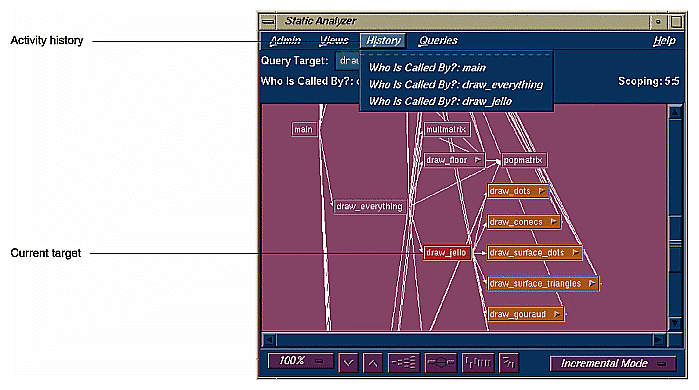 Static Analyzer
Activity history
Admin Views History Queries Help
Query Target: draw
Who Is Called By?: main
Who Is Called By?: draw_everything
Who Is Called By?: draw_jello
Who Is Called By?: d
Scoping: 5:5
main
multmatrix
draw_floor
popmatrix
draw_dots
draw_everything
draw_conecs
Current target
draw_jello
draw_surface_dots
draw_surface_triangles
draw_gouraud
100%
Incremental Mode